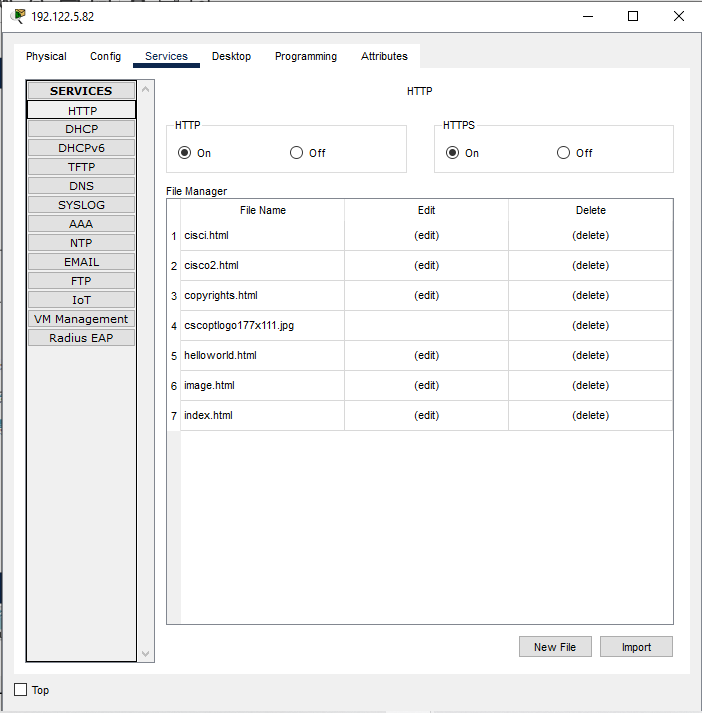 192.122.5.82
Physical Config Services Desktop Programming Attributes
SERVICES
HTTP
DHCP
DHCPv6
TFTP
DNS
SYSLOG
AAA
NTP
EMAIL
FTP
IoT
VM Management
Radius EAP
HTTP
HTTP
On Off
HTTPS
On Off
File Manager
File Name Edit Delete
1 cisci.html (edit) (delete)
2 cisco2.html (edit) (delete)
3 copyrights.html (edit) (delete)
4 cscoptlogo177x111.jpg (delete)
5 helloworld.html (edit) (delete)
6 image.html (edit) (delete)
7 index.html (edit) (delete)
New File Import
Top